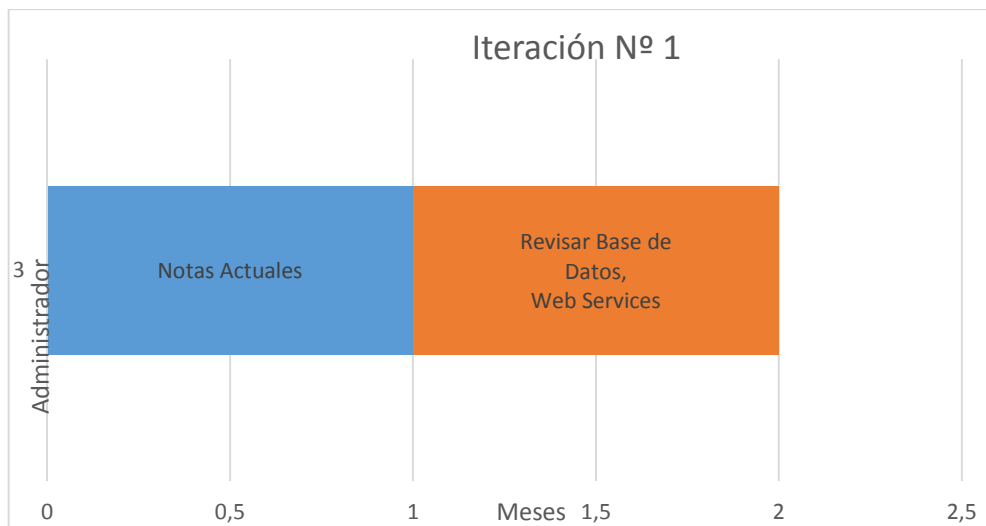 Iteración Nº 1
Administrador
3
Notas Actuales
Revisar Base de
Datos,
Web Services
0 0,5 1 1,5 2 2,5
Meses